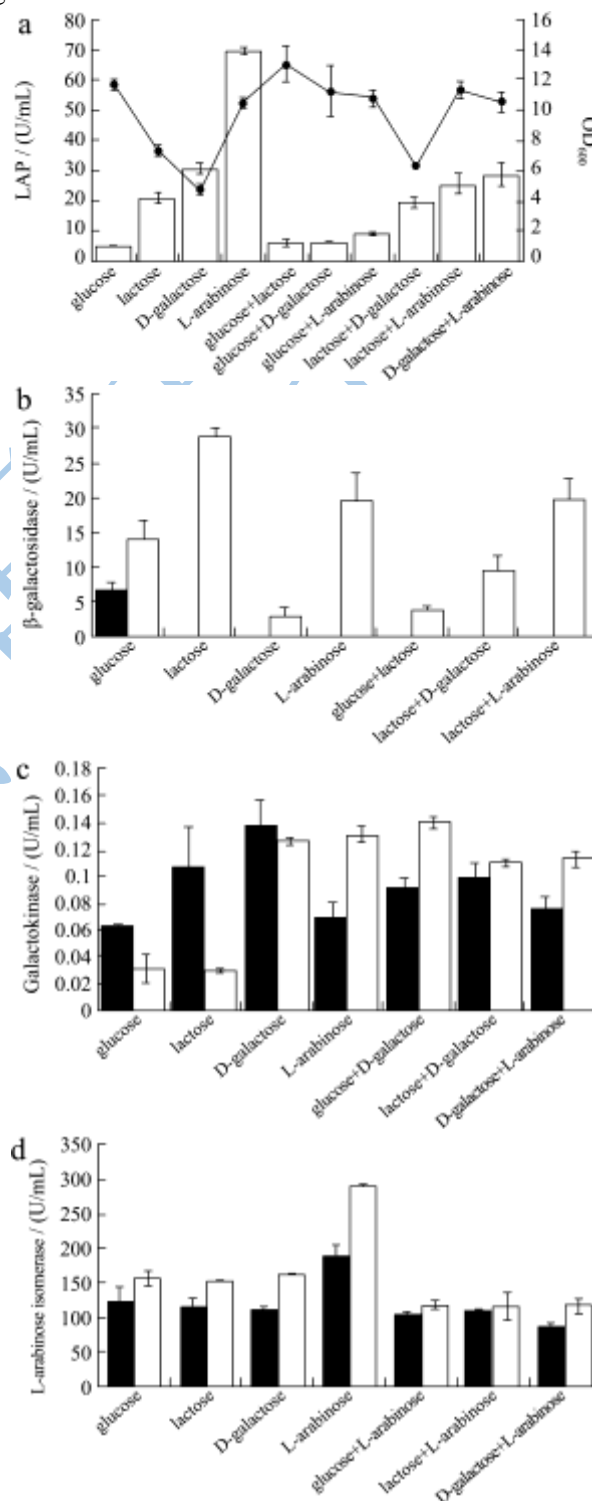 a
LAP / (U/mL)
80
70
60
50
40
30
20
10
0
16
14
12
10
8
6
4
2
0
OD600
glucose
lactose
D-galactose
L-arabinose
glucose+lactose
glucose+D-galactose
glucose+L-arabinose
lactose+D-galactose
lactose+L-arabinose
D-galactose+L-arabinose
b
β-galactosidase / (U/mL)
35
30
25
20
15
10
5
0
glucose
lactose
D-galactose
L-arabinose
glucose+lactose
lactose+D-galactose
lactose+L-arabinose
c
Galactokinase / (U/mL)
0.18
0.16
0.14
0.12
0.1
0.08
0.06
0.04
0.02
0
glucose
lactose
D-galactose
L-arabinose
glucose+D-galactose
lactose+D-galactose
D-galactose+L-arabinose
d
L-arabinose isomerase / (U/mL)
350
300
250
200
150
100
50
0
glucose
lactose
D-galactose
L-arabinose
glucose+L-arabinose
lactose+L-arabinose
D-galactose+L-arabinose